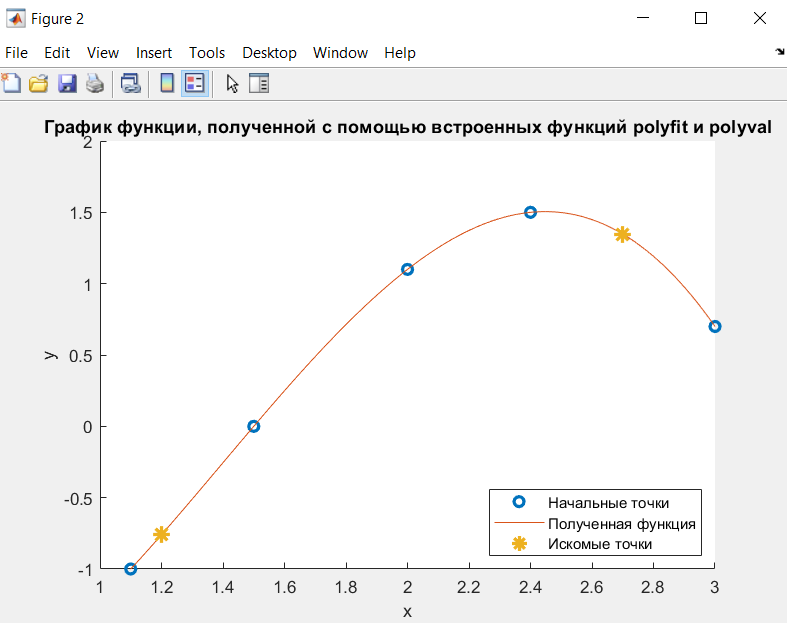 Figure 2
File Edit View Insert Tools Desktop Window Help
График функции, полученной с помощью встроенных функций polyfit и polyval
2
1.5
1
0.5
0
-0.5
-1
y
1 1.2 1.4 1.6 1.8 2 2.2 2.4 2.6 2.8 3
x
Начальные точки
Полученная функция
Искомые точки